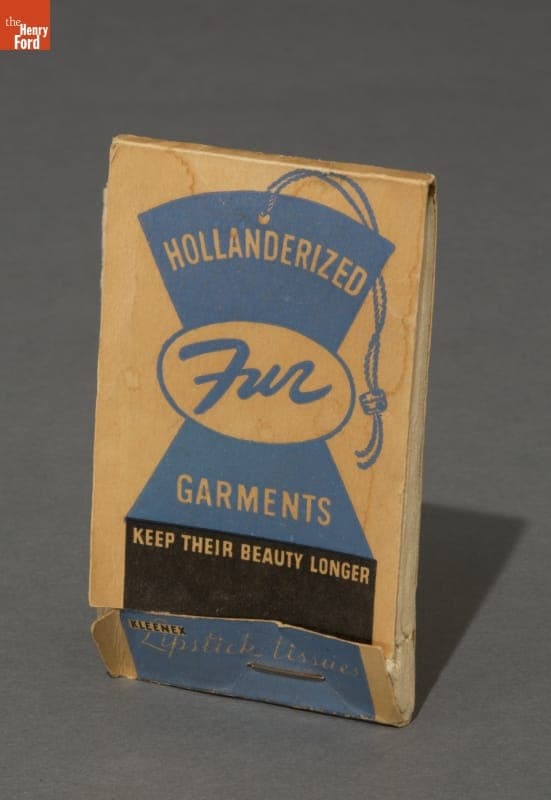 the
Henry
Ford
HOLLANDERIZED
Fur
GARMENTS
KEEP THEIR BEAUTY LONGER
KLEENEX
Lipstick tissues